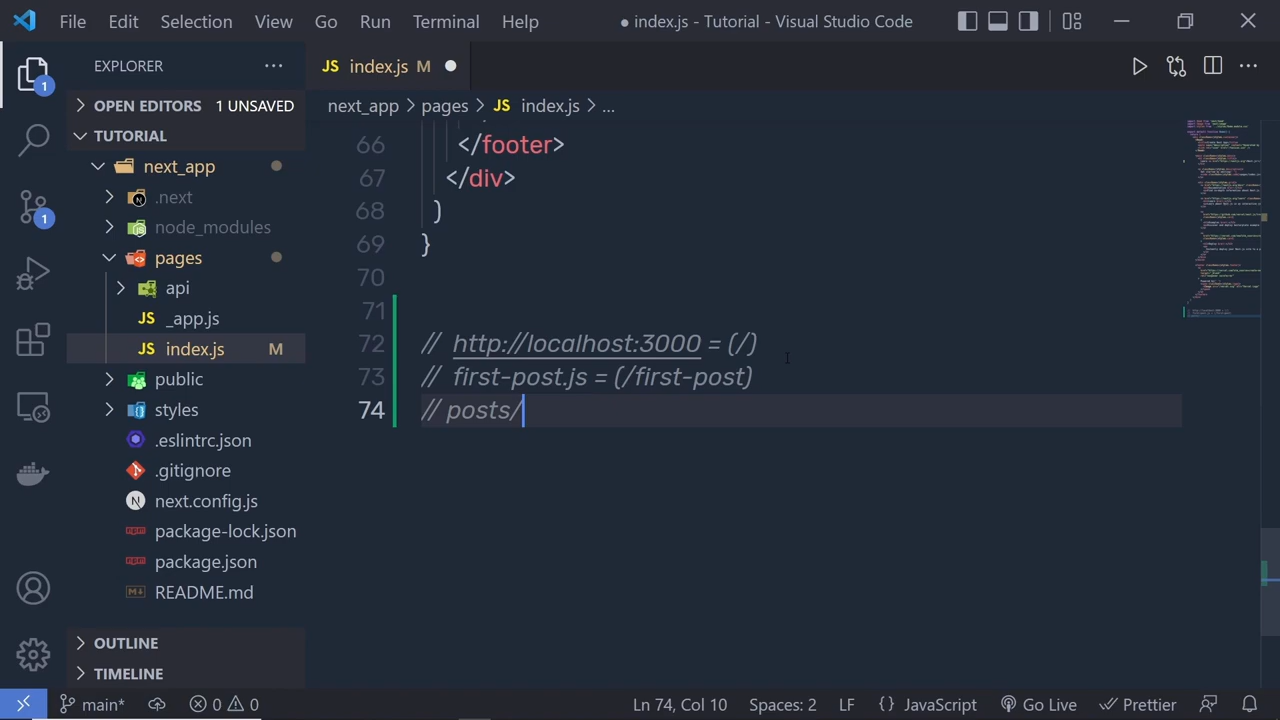 File Edit Selection View Go Run Terminal Help ● index.js - Tutorial - Visual Studio Code
EXPLORER
1
OPEN EDITORS 1 UNSAVED
TUTORIAL
next_app
.next
node_modules
1
pages
api
JS _app.js
JS index.js M
public
styles
.eslintrc.json
.gitignore
N next.config.js
package-lock.json
package.json
README.md
OUTLINE
TIMELINE
JS index.js M
next_app > pages > JS index.js > ...
66 </footer>
67 </div>
68 )
69 }
70
71
72 // http://localhost:3000 = (/)
73 // first-post.js = (/first-post)
74 // posts/
main* 0 0 Ln 74, Col 10 Spaces: 2 LF {} JavaScript Go Live Prettier